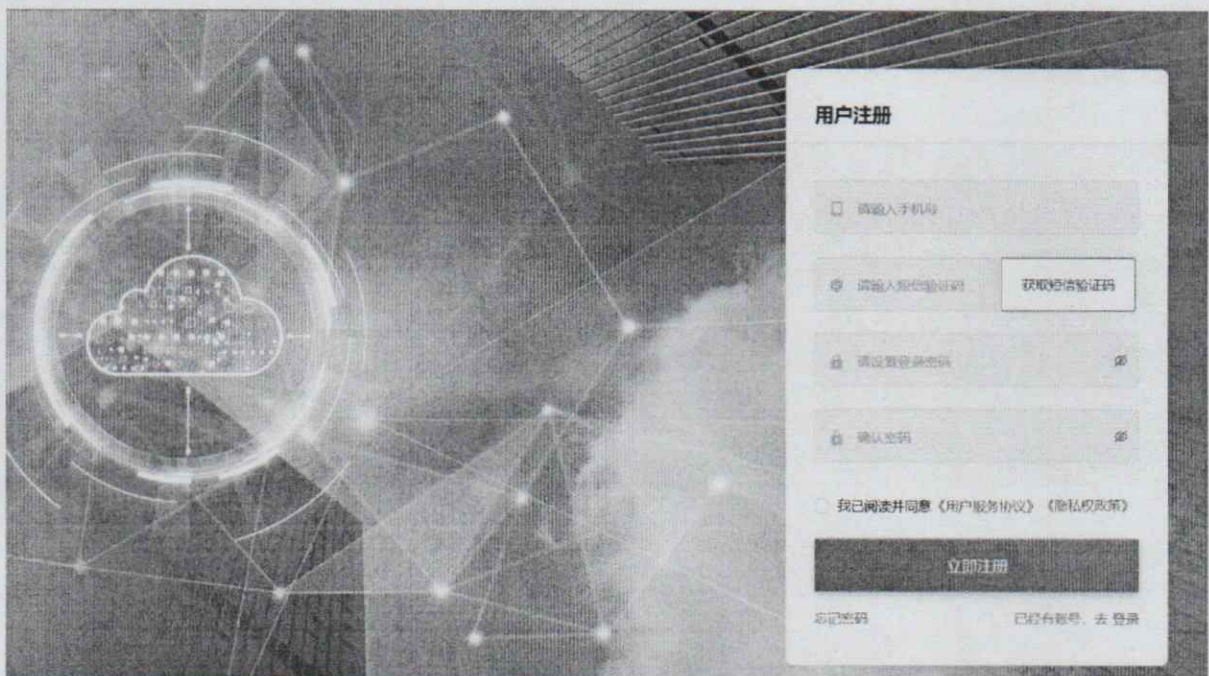 用户注册
请输入手机号
请输入短信验证码
获取短信验证码
请设置登录密码
确认密码
我已阅读并同意《用户服务协议》《隐私权政策》
立即注册
忘记密码
已经有账号，去 登录